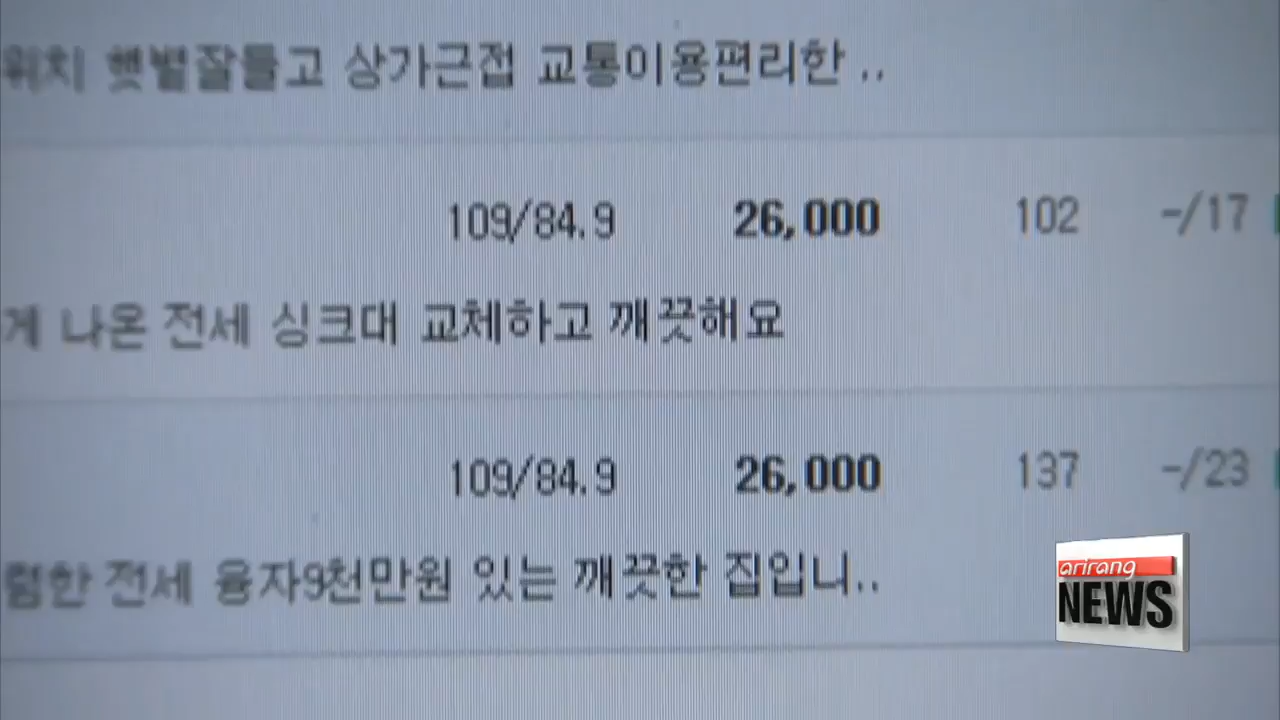 위치 햇볕잘들고 상가근접 교통이용편리한 ..
109/84.9 26,000 102 -/17
게 나온 전세 싱크대 교체하고 깨끗해요
109/84.9 26,000 137 -/23
렴한 전세 융자9천만원 있는 깨끗한 집입니..
arirang
NEWS